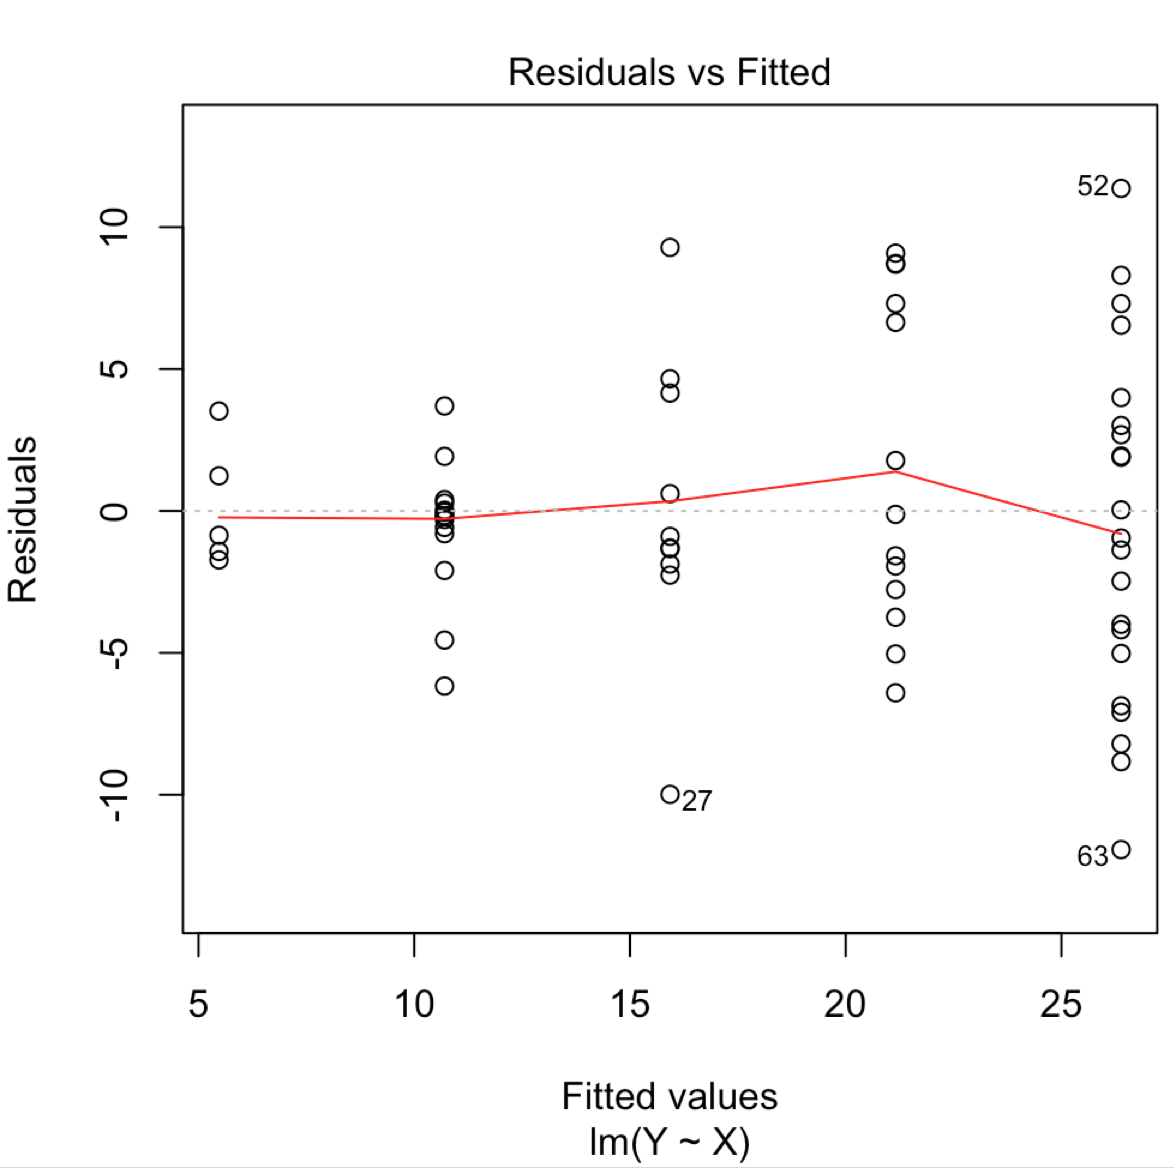 Residuals vs Fitted
Residuals
10
5
0
-5
-10
52
27
63
5 10 15 20 25
Fitted values
lm(Y ~ X)